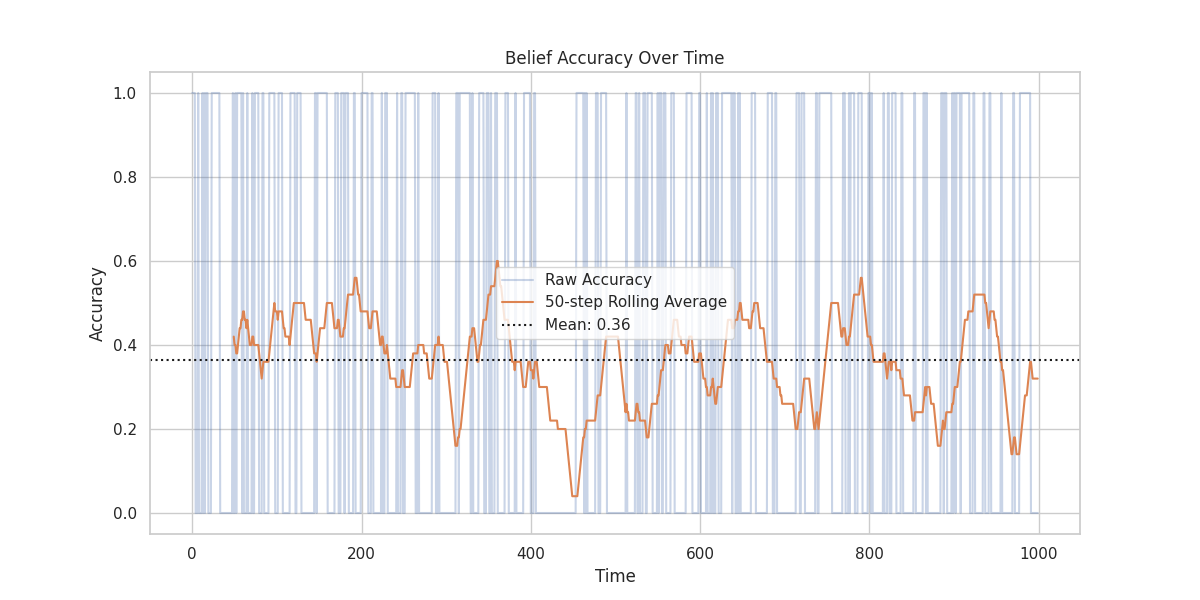 Belief Accuracy Over Time
Accuracy
1.0
0.8
0.6
0.4
0.2
0.0
Raw Accuracy
50-step Rolling Average
Mean: 0.36
0
200
400
600
800
1000
Time